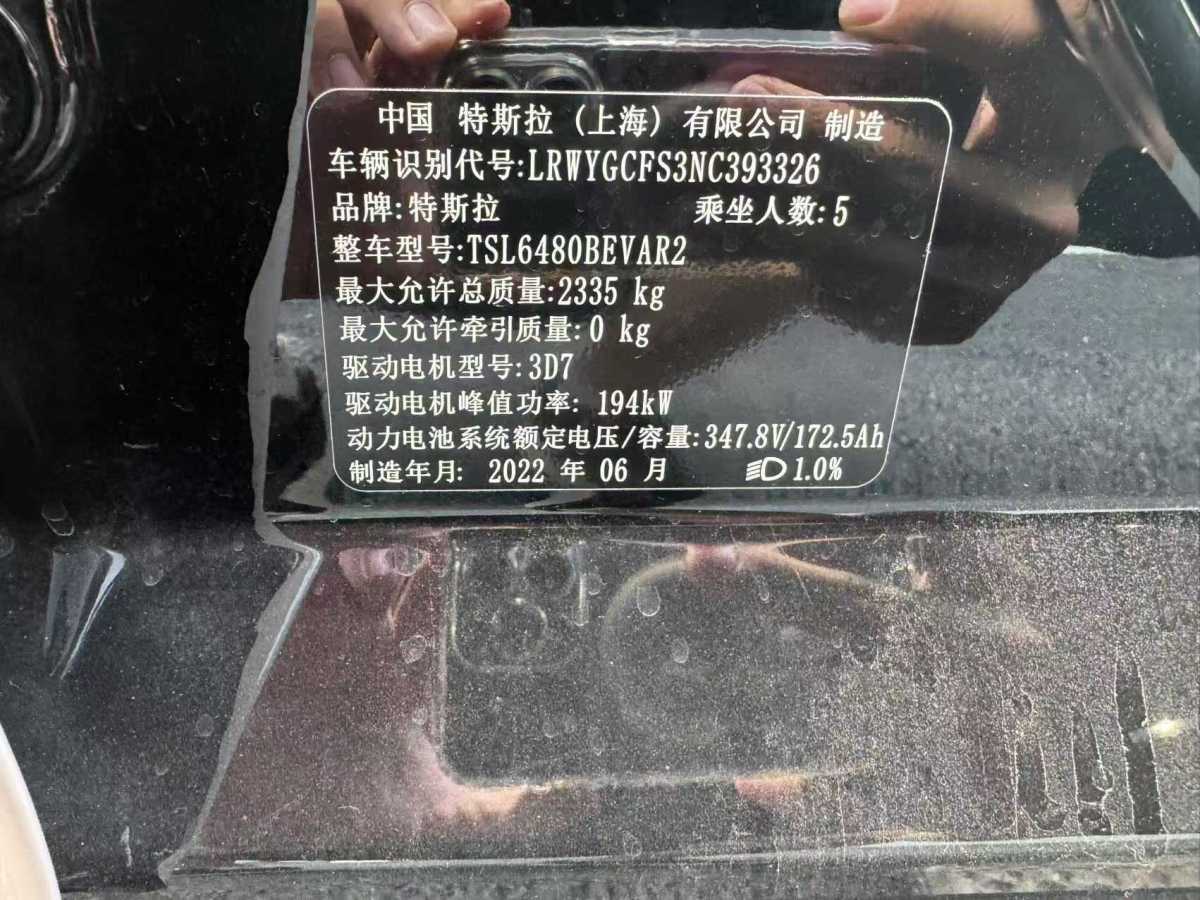 中国 特斯拉 (上海) 有限公司 制造
车辆识别代号:LRWYGCFS3NC393326
品牌:特斯拉 乘坐人数:5
整车型号:TSL6480BEVAR2
最大允许总质量:2335 kg
最大允许牵引质量:0 kg
驱动电机型号:3D7
驱动电机峰值功率: 194kW
动力电池系统额定电压/容量:347.8V/172.5Ah
制造年月: 2022 年 06 月 1.0%